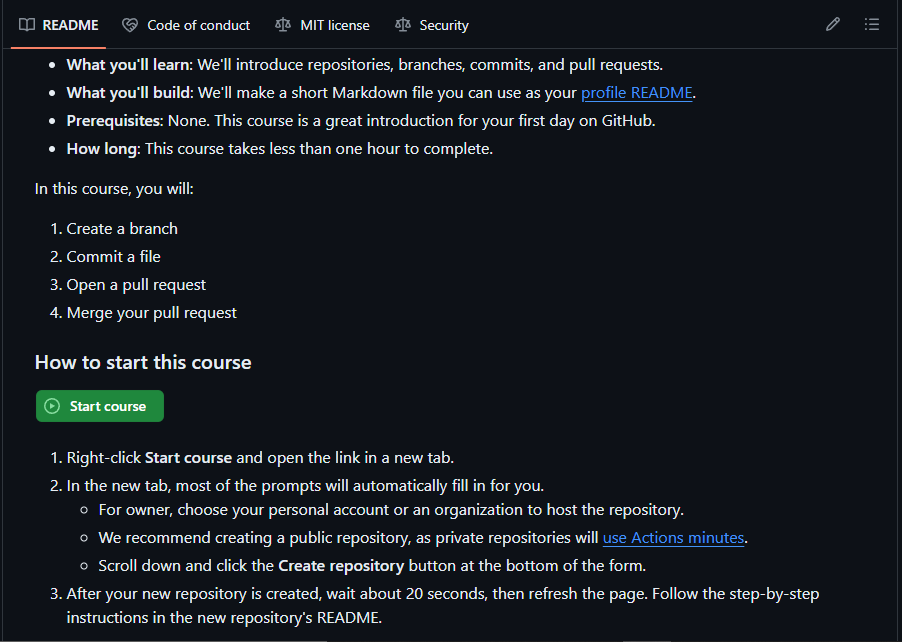 README Code of conduct MIT license Security
What you'll learn: We'll introduce repositories, branches, commits, and pull requests.
What you'll build: We'll make a short Markdown file you can use as your profile README.
Prerequisites: None. This course is a great introduction for your first day on GitHub.
How long: This course takes less than one hour to complete.
In this course, you will:
1. Create a branch
2. Commit a file
3. Open a pull request
4. Merge your pull request
How to start this course
Start course
1. Right-click Start course and open the link in a new tab.
2. In the new tab, most of the prompts will automatically fill in for you.
For owner, choose your personal account or an organization to host the repository.
We recommend creating a public repository, as private repositories will use Actions minutes.
Scroll down and click the Create repository button at the bottom of the form.
3. After your new repository is created, wait about 20 seconds, then refresh the page. Follow the step-by-step
instructions in the new repository's README.